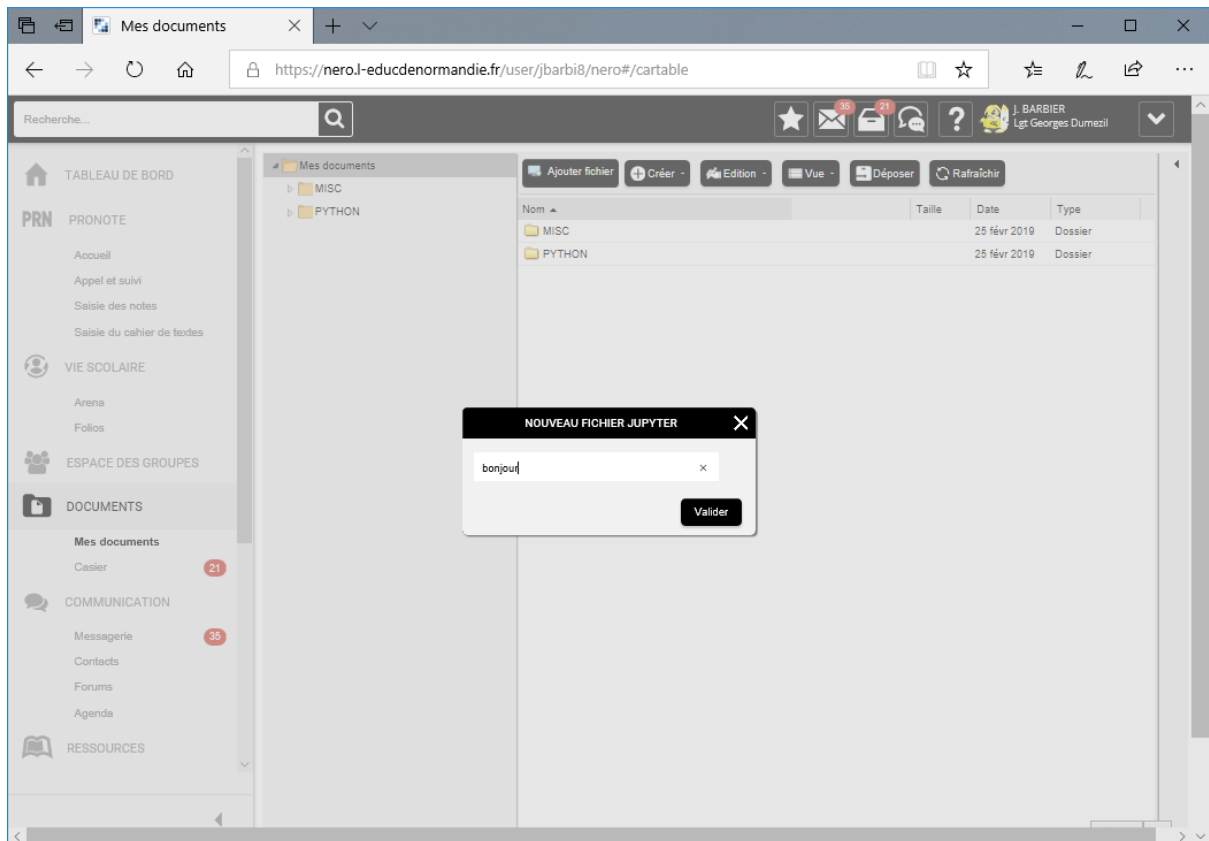 Mes documents
https://nero.l-educdenormandie.fr/user/jbarbi8/nero#/cartable
Recherche...
35
21
?
J. BARBIER
Lgt Georges Dumezil
TABLEAU DE BORD
PRN PRONOTE
Accueil
Appel et suivi
Saisie des notes
Saisie du cahier de textes
VIE SCOLAIRE
Arena
Folios
ESPACE DES GROUPES
DOCUMENTS
Mes documents
Casier 21
COMMUNICATION
Messagerie 35
Contacts
Forums
Agenda
RESSOURCES
Mes documents
MISC
PYTHON
Ajouter fichier Créer - Edition - Vue - Déposer Rafraîchir
Nom Taille Date Type
MISC 25 févr 2019 Dossier
PYTHON 25 févr 2019 Dossier
NOUVEAU FICHIER JUPYTER
bonjour
Valider